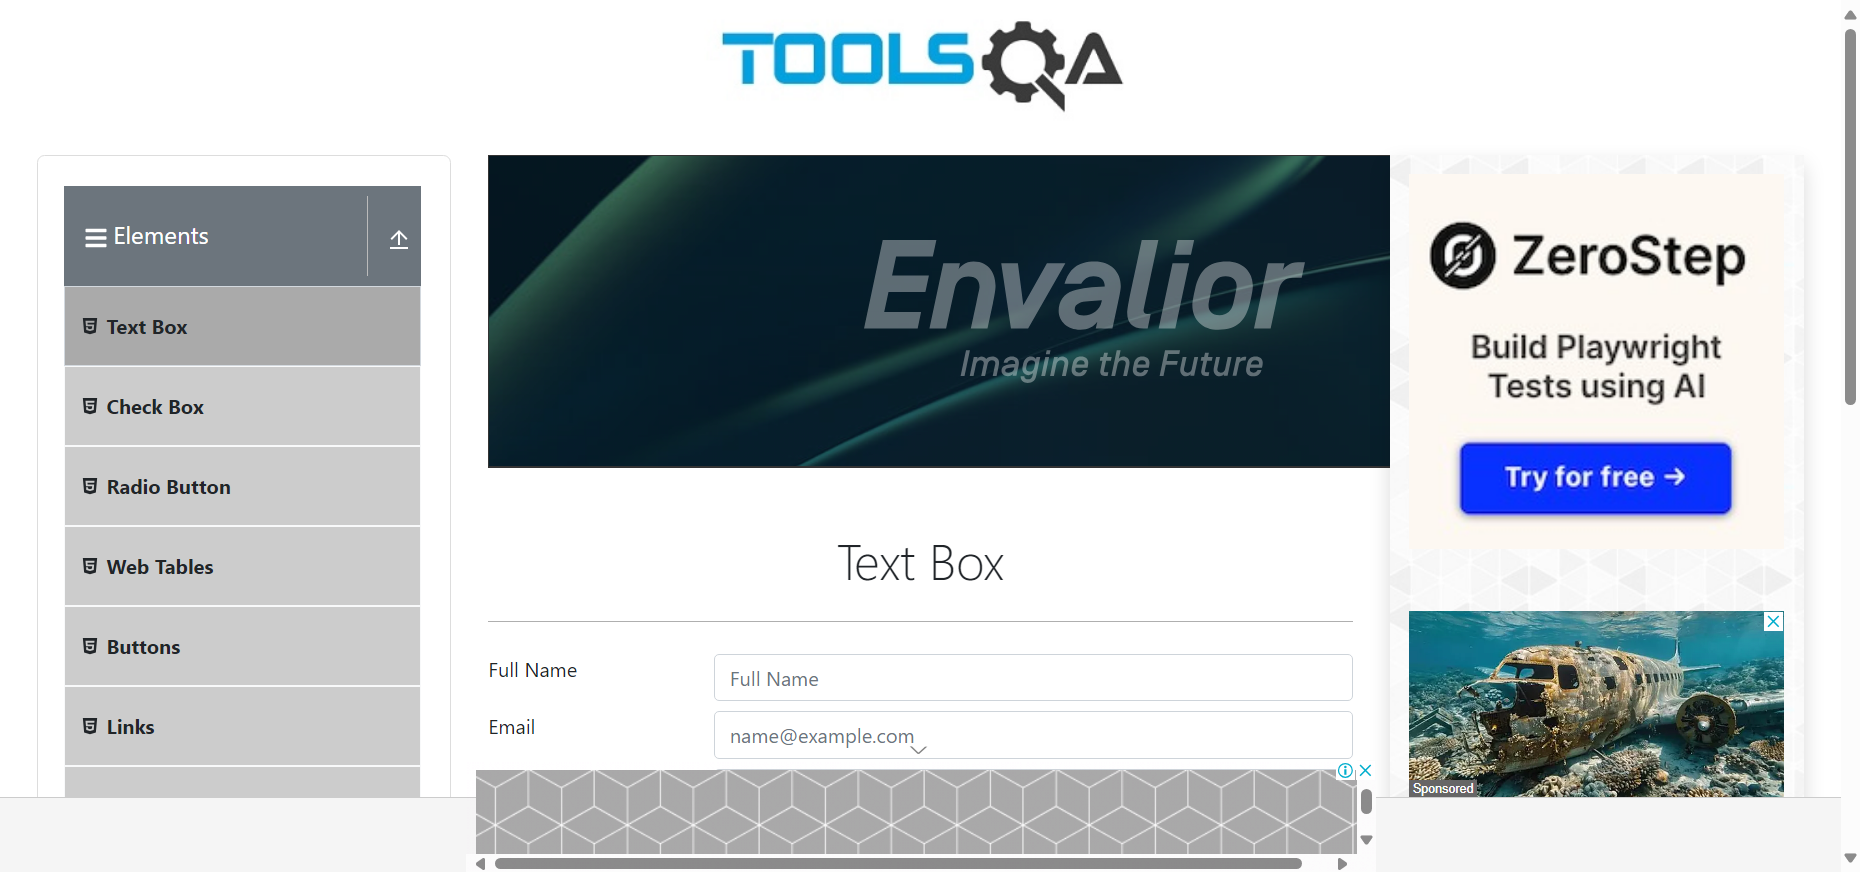 TOOLSQA
Elements
Text Box
Check Box
Radio Button
Web Tables
Buttons
Links
Envalior
Imagine the Future
Text Box
Full Name
Full Name
Email
name@example.com
ZeroStep
Build Playwright
Tests using AI
Try for free →
Sponsored